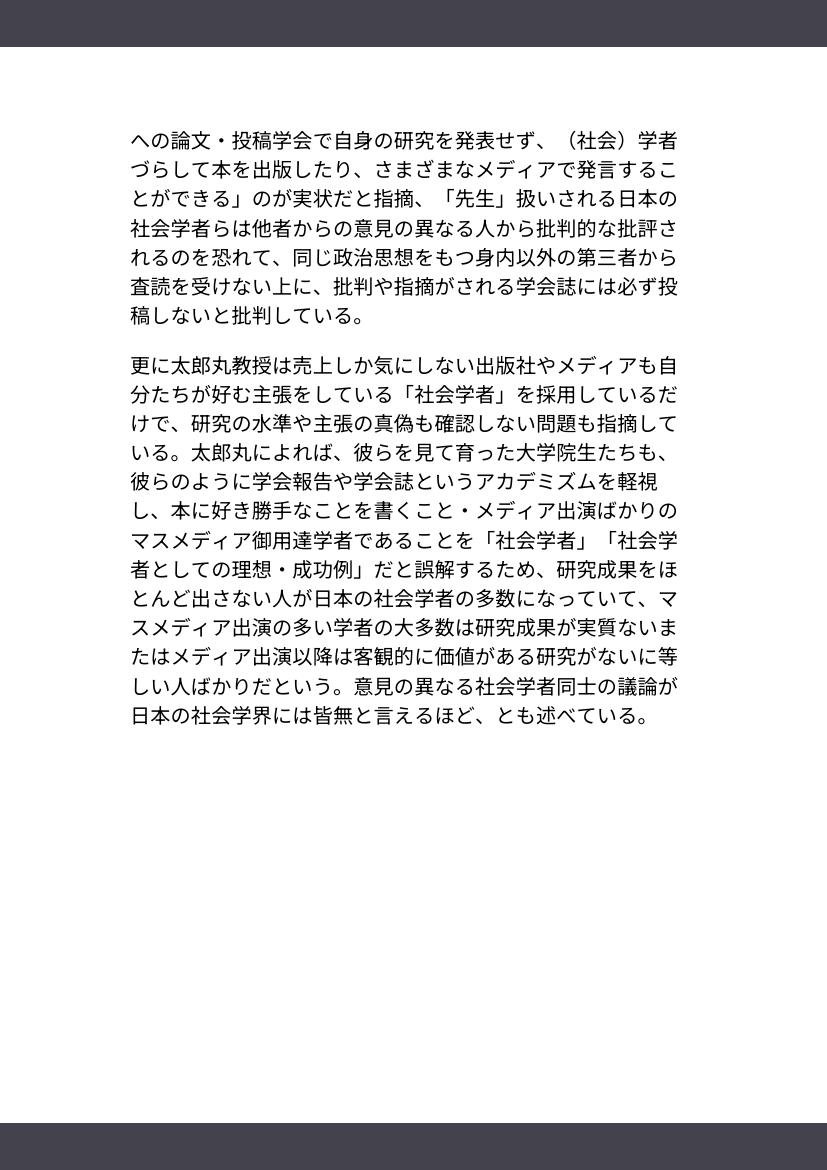 への論文・投稿学会で自身の研究を発表せず、（社会）学者
づらして本を出版したり、さまざまなメディアで発言するこ
とができる」のが実状だと指摘、「先生」扱いされる日本の
社会学者らは他者からの意見の異なる人から批判的な批評さ
れるのを恐れて、同じ政治思想をもつ身内以外の第三者から
査読を受けない上に、批判や指摘がされる学会誌には必ず投
稿しないと批判している。
更に太郎丸教授は売上しか気にしない出版社やメディアも自
分たちが好む主張をしている「社会学者」を採用しているだ
けで、研究の水準や主張の真偽も確認しない問題も指摘して
いる。太郎丸によれば、彼らを見て育った大学院生たちも、
彼らのように学会報告や学会誌というアカデミズムを軽視
し、本に好き勝手なことを書くこと・メディア出演ばかりの
マスメディア御用達学者であることを「社会学者」「社会学
者としての理想・成功例」だと誤解するため、研究成果をほ
とんど出さない人が日本の社会学者の多数になっていて、マ
スメディア出演の多い学者の大多数は研究成果が実質ないま
たはメディア出演以降は客観的に価値がある研究がないに等
しい人ばかりだという。意見の異なる社会学者同士の議論が
日本の社会学界には皆無と言えるほど、とも述べている。